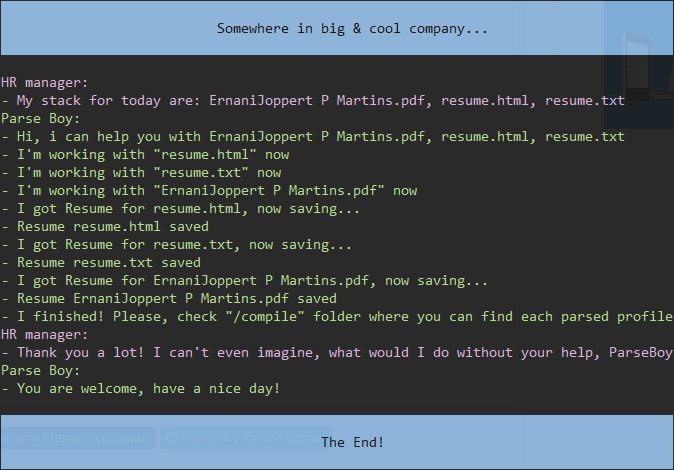 Somewhere in big & cool company...
HR manager:
- My stack for today are: ErnaniJoppert P Martins.pdf, resume.html, resume.txt
Parse Boy:
- Hi, i can help you with ErnaniJoppert P Martins.pdf, resume.html, resume.txt
- I'm working with "resume.html" now
- I'm working with "resume.txt" now
- I'm working with "ErnaniJoppert P Martins.pdf" now
- I got Resume for resume.html, now saving...
- Resume resume.html saved
- I got Resume for resume.txt, now saving...
- Resume resume.txt saved
- I got Resume for ErnaniJoppert P Martins.pdf, now saving...
- Resume ErnaniJoppert P Martins.pdf saved
- I finished! Please, check "/compile" folder where you can find each parsed profile
HR manager:
- Thank you a lot! I can't even imagine, what would I do without your help, ParseBoy
Parse Boy:
- You are welcome, have a nice day!
The End!